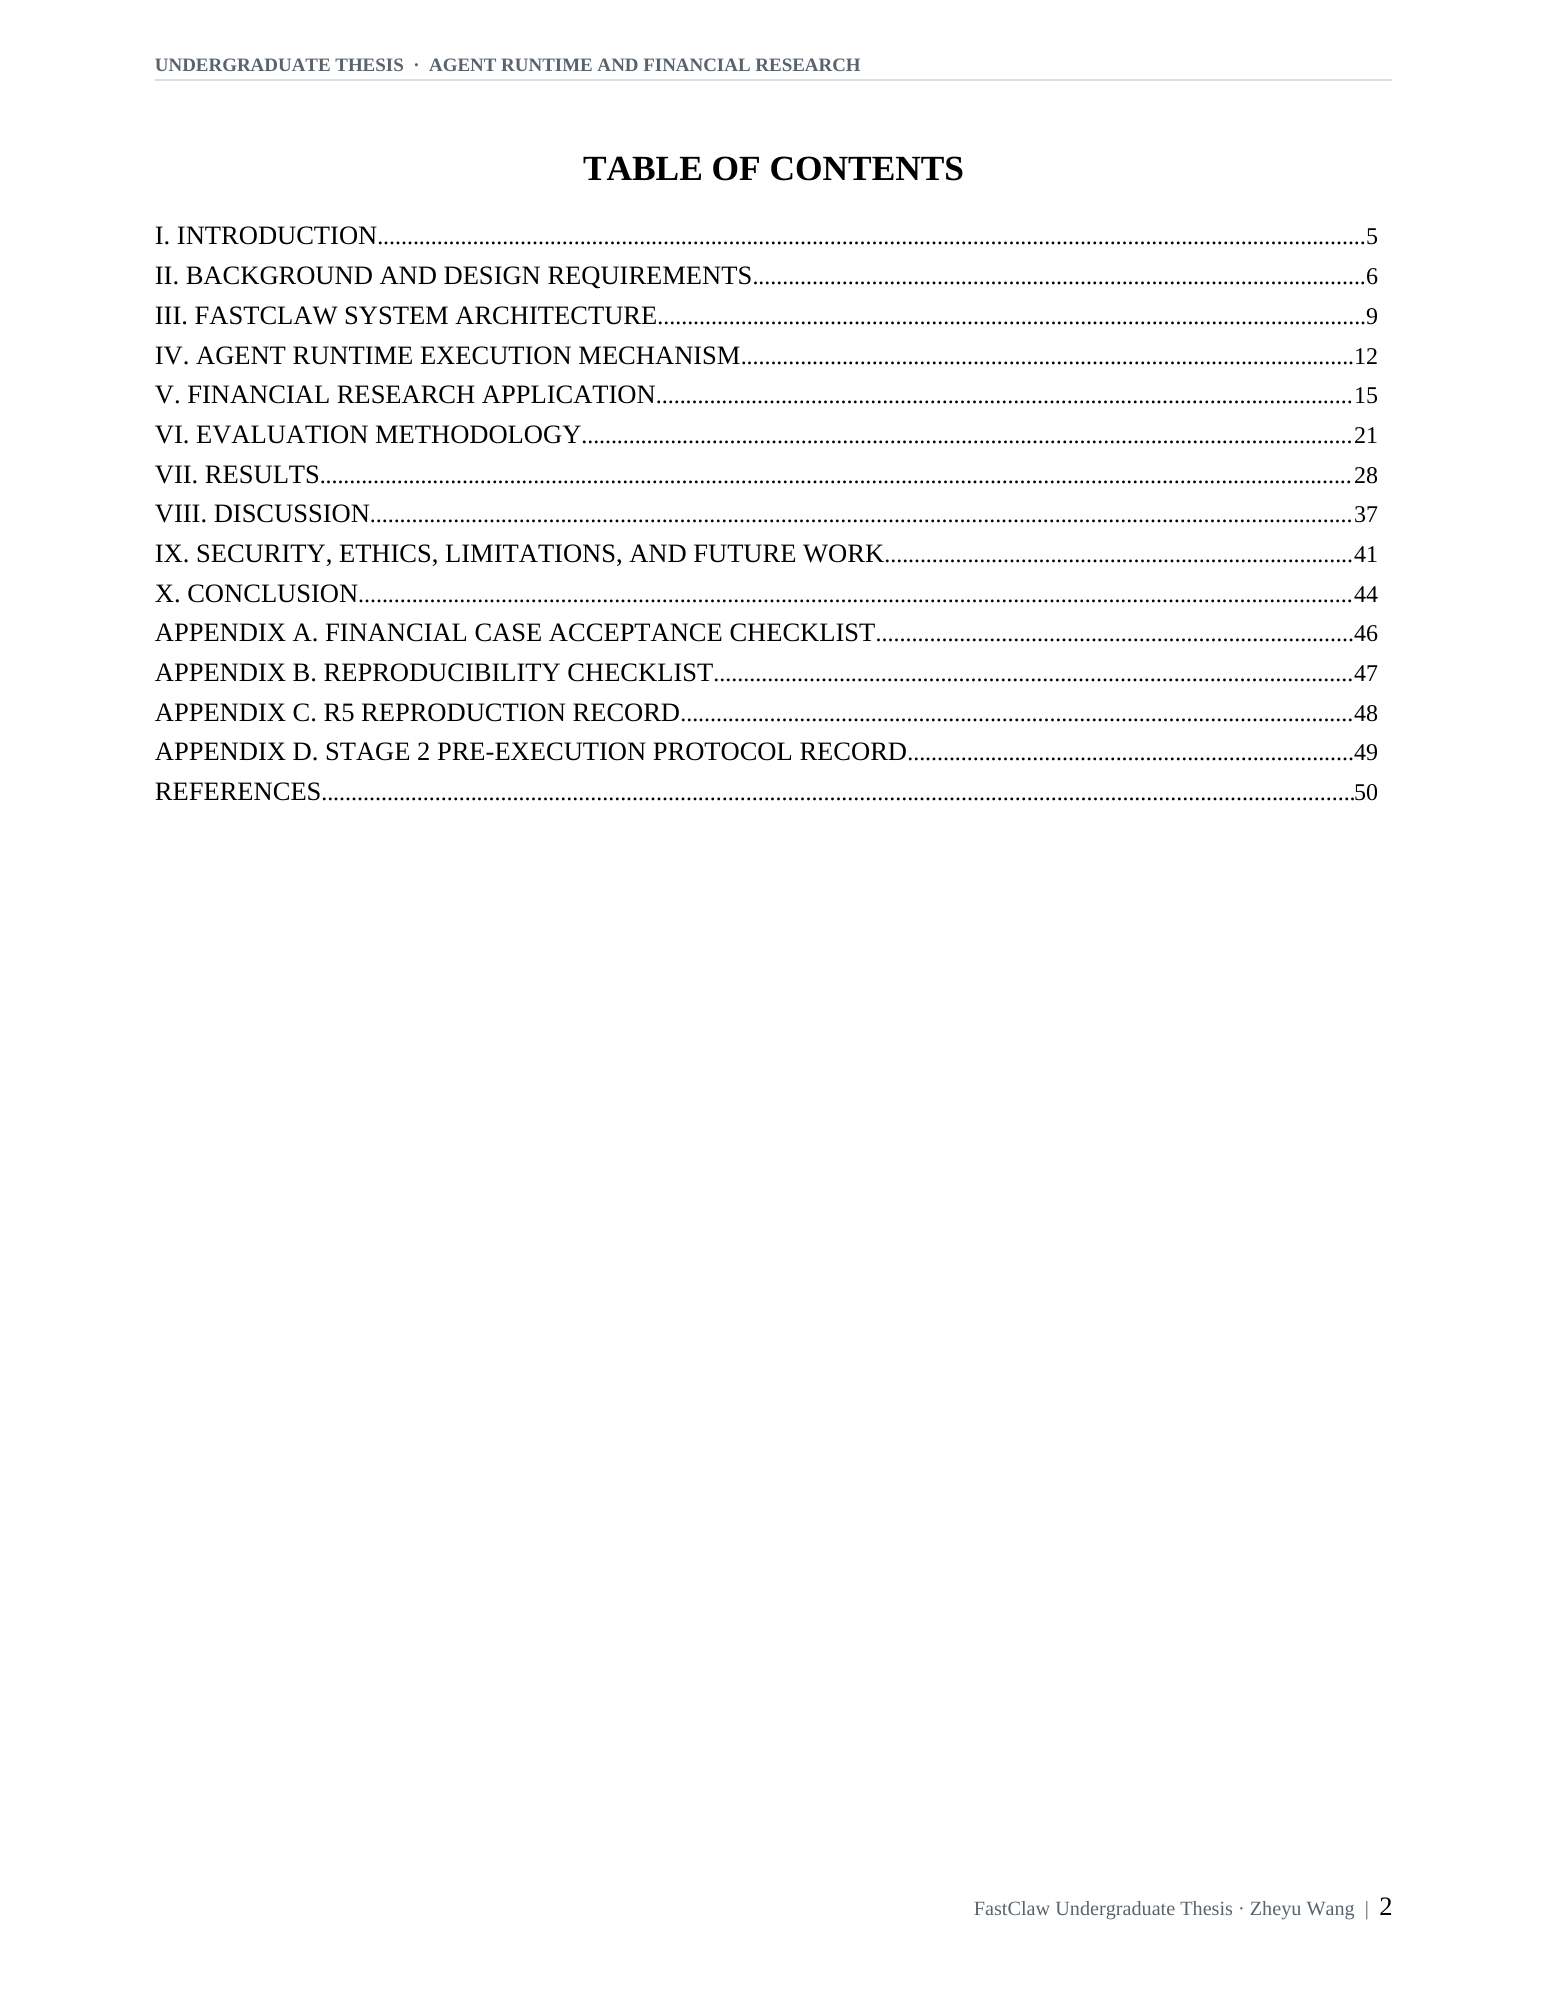 UNDERGRADUATE THESIS · AGENT RUNTIME AND FINANCIAL RESEARCH
TABLE OF CONTENTS
I. INTRODUCTION 5
II. BACKGROUND AND DESIGN REQUIREMENTS 6
III. FASTCLAW SYSTEM ARCHITECTURE 9
IV. AGENT RUNTIME EXECUTION MECHANISM 12
V. FINANCIAL RESEARCH APPLICATION 15
VI. EVALUATION METHODOLOGY 21
VII. RESULTS 28
VIII. DISCUSSION 37
IX. SECURITY, ETHICS, LIMITATIONS, AND FUTURE WORK 41
X. CONCLUSION 44
APPENDIX A. FINANCIAL CASE ACCEPTANCE CHECKLIST 46
APPENDIX B. REPRODUCIBILITY CHECKLIST 47
APPENDIX C. R5 REPRODUCTION RECORD 48
APPENDIX D. STAGE 2 PRE-EXECUTION PROTOCOL RECORD 49
REFERENCES 50
FastClaw Undergraduate Thesis · Zheyu Wang | 2